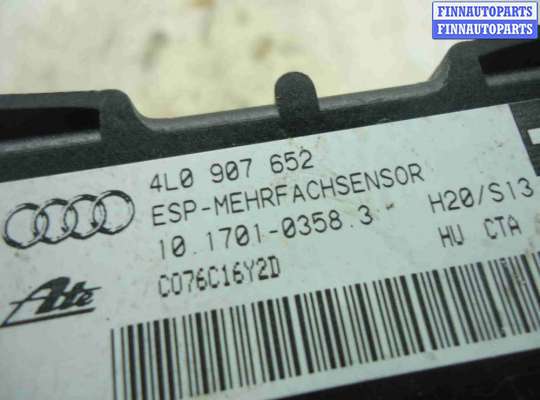 FINNAUTOPARTS
FINNAUTOPARTS
4L0 907 652
ESP-MEHRFACHSENSOR
10.1701-0358.3 H20/S13
C076C16Y2D HU CTA
Ate